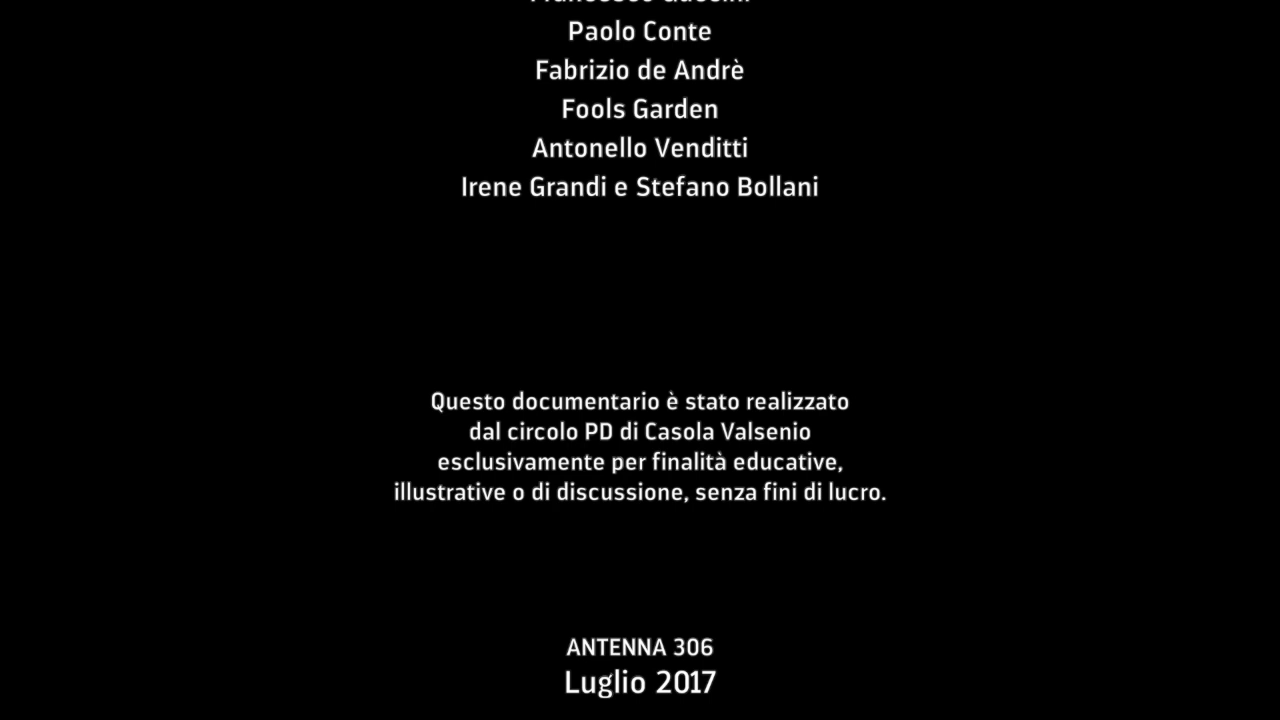 Paolo Conte
Fabrizio de Andrè
Fools Garden
Antonello Venditti
Irene Grandi e Stefano Bollani
Questo documentario è stato realizzato
dal circolo PD di Casola Valsenio
esclusivamente per finalità educative,
illustrative o di discussione, senza fini di lucro.
ANTENNA 306
Luglio 2017